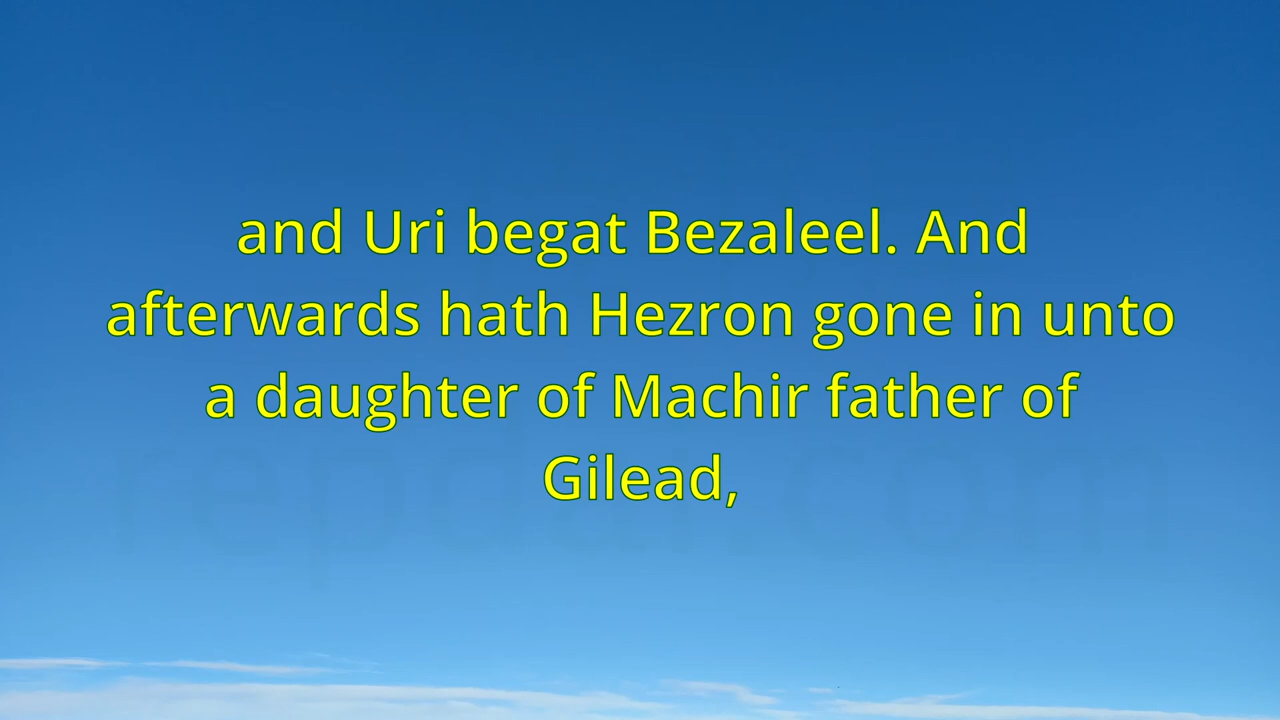 and Uri begat Bezaleel. And
afterwards hath Hezron gone in unto
a daughter of Machir father of
Gilead,